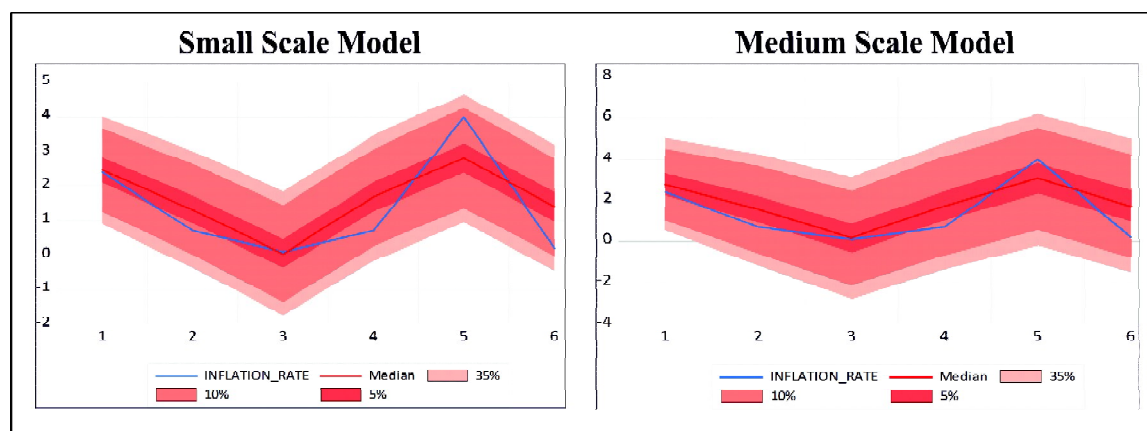 Small Scale Model
5
4
3
2
1
0
-1
-2
1 2 3 4 5 6
INFLATION_RATE Median 35%
10% 5%
Medium Scale Model
8
6
4
2
0
-2
-4
1 2 3 4 5 6
INFLATION_RATE Median 35%
10% 5%